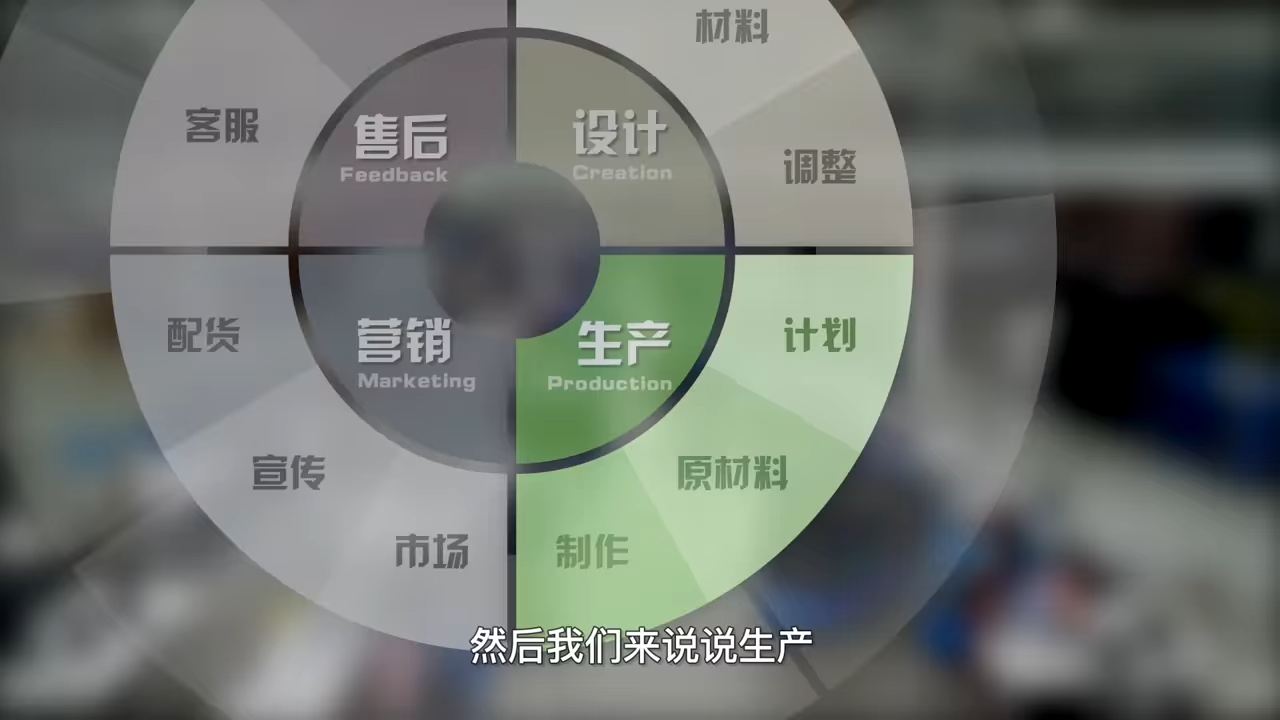 材料
客服
售后
Feedback
设计
Creation
调整
配货
营销
Marketing
生产
Production
计划
宣传
原材料
市场
制作
然后我们来说说生产